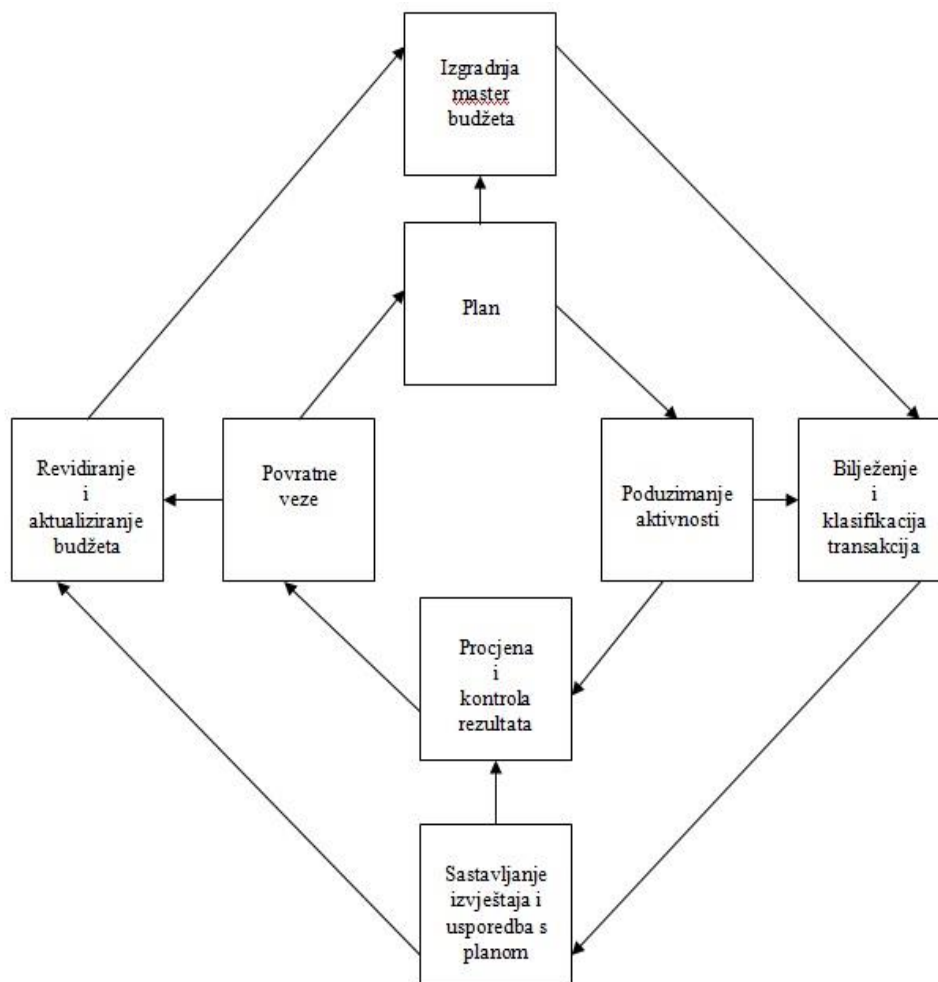 Izgradnja
master
budžeta
Plan
Revidiranje
i
aktualiziranje
budžeta
Povratne
veze
Poduzimanje
aktivnosti
Bilježenje
i
klasifikacija
transakcija
Procjena
i
kontrola
rezultata
Sastavljanje
izvještaja i
usporedba s
planom